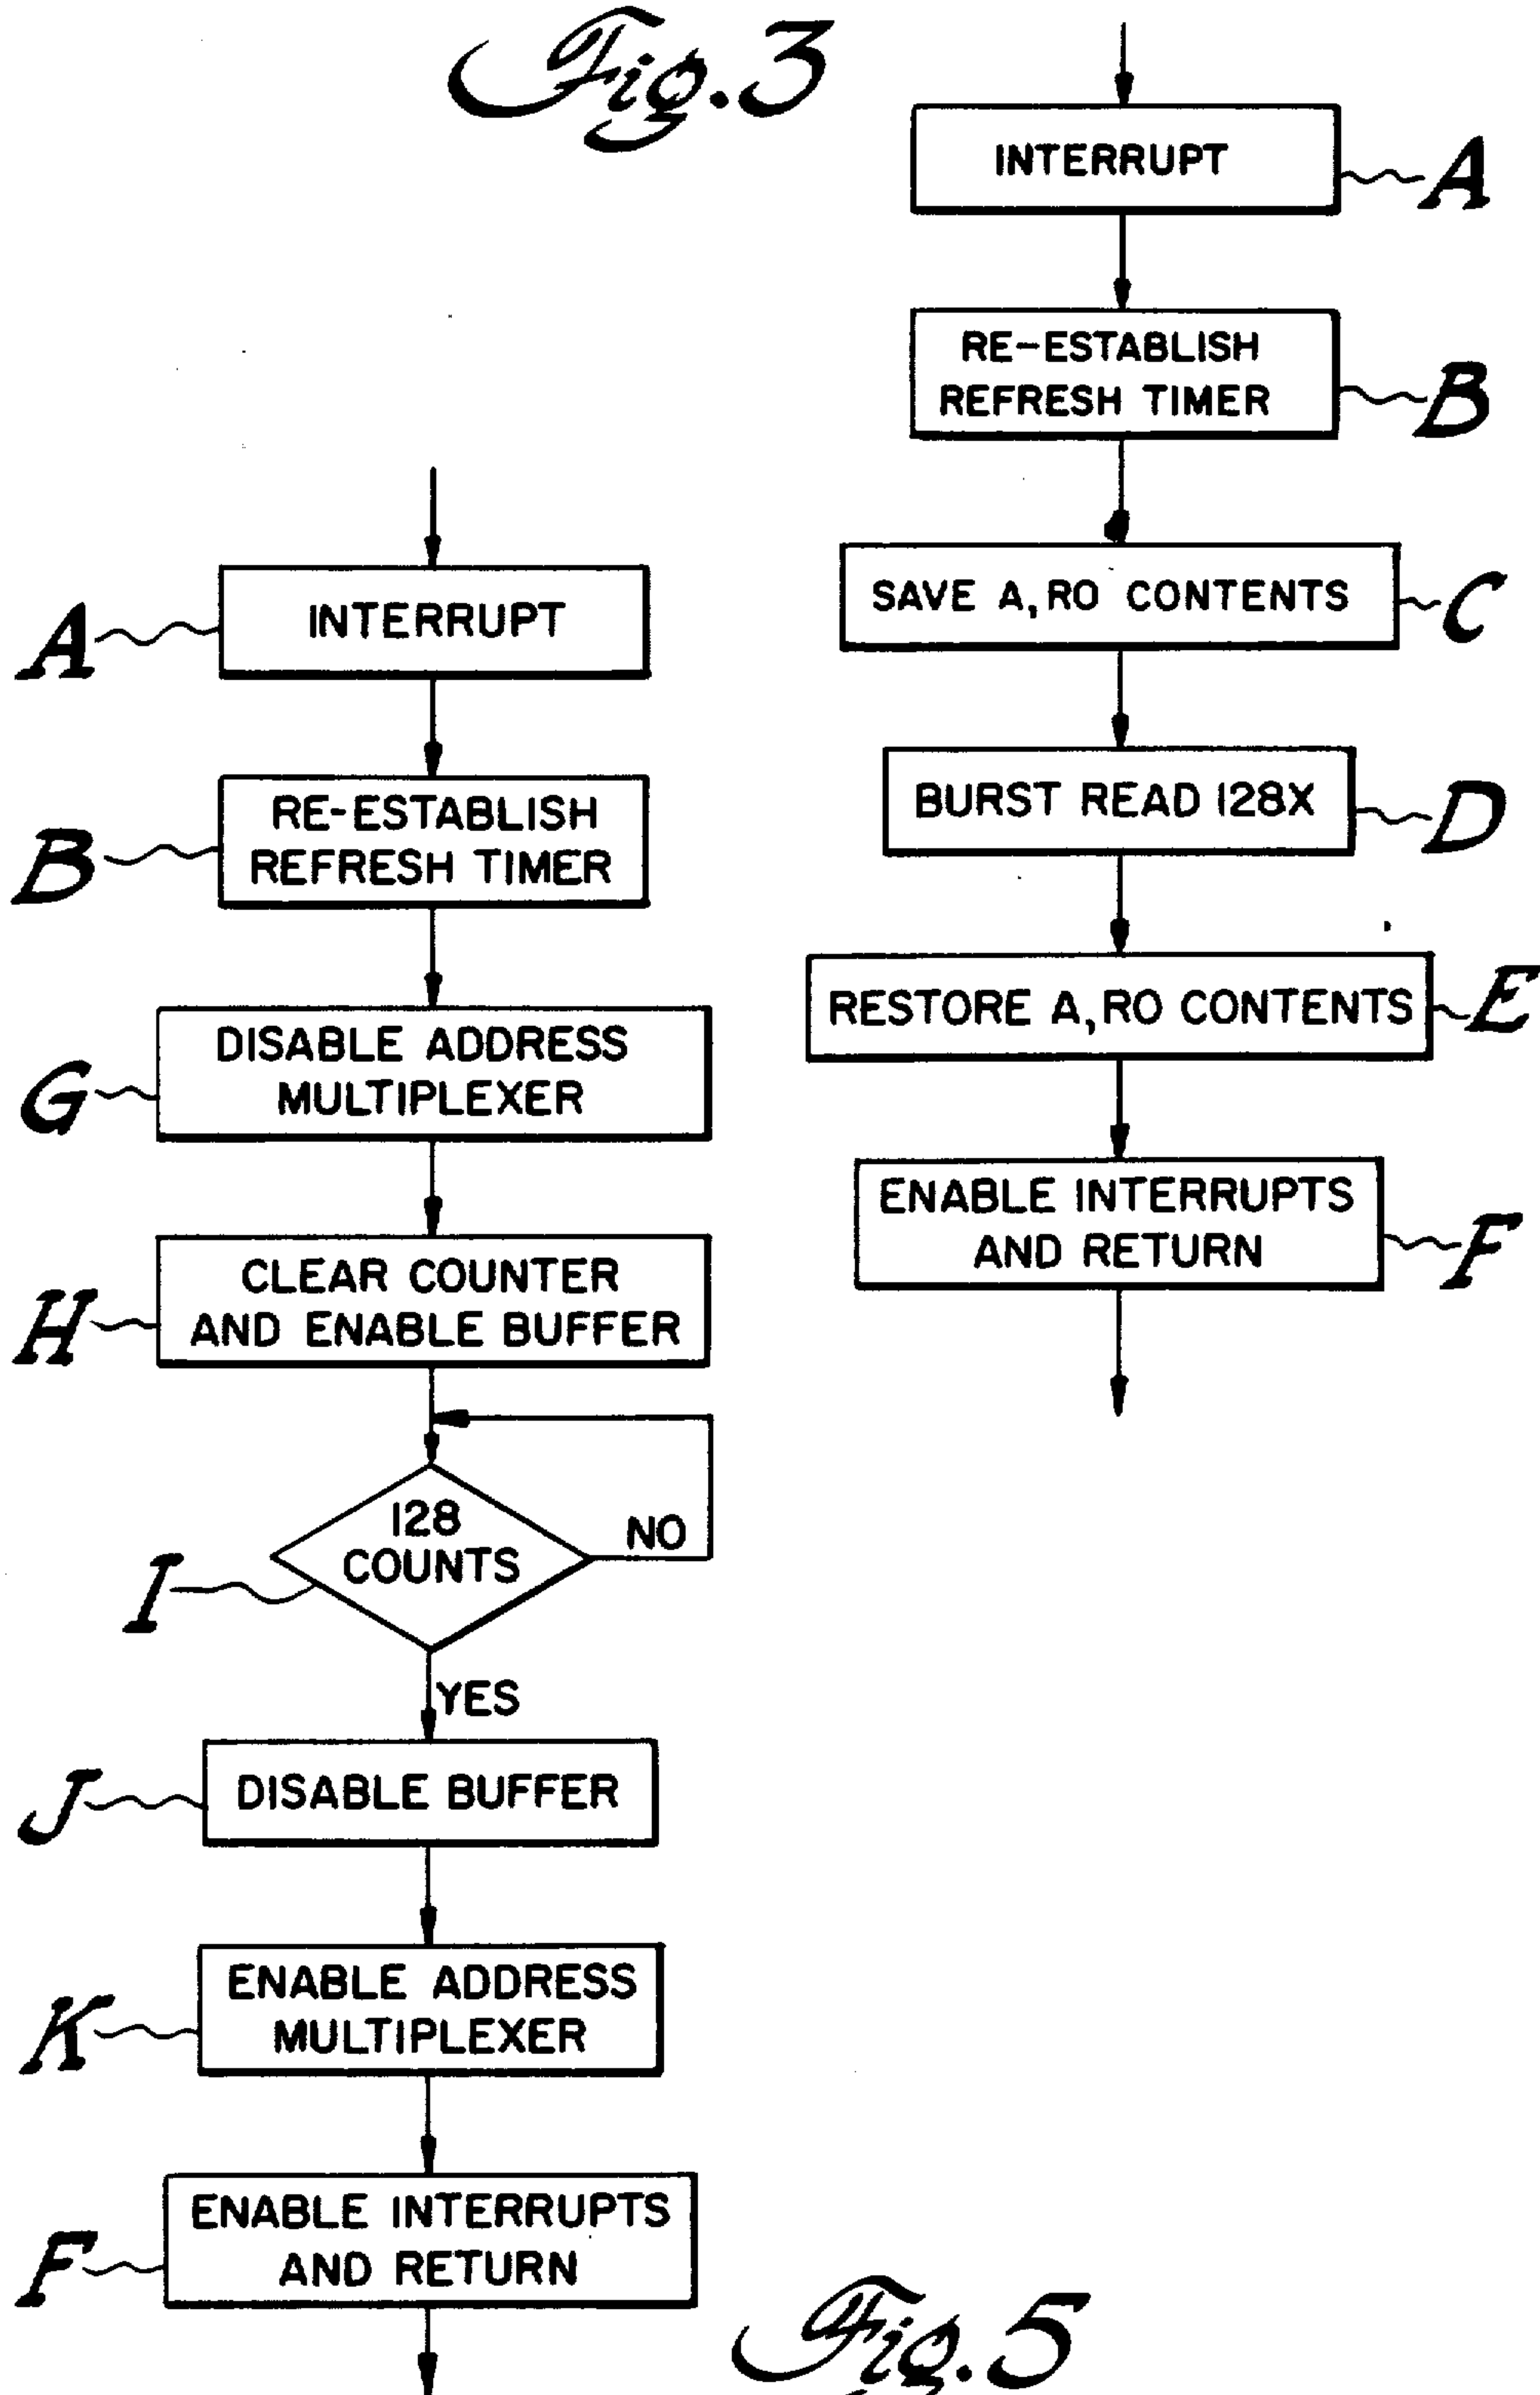 Fig. 3
INTERRUPT
A
RE-ESTABLISH
REFRESH TIMER
B
SAVE A, RO CONTENTS
C
BURST READ 128X
D
RESTORE A, RO CONTENTS
E
ENABLE INTERRUPTS
AND RETURN
F
A
INTERRUPT
B
RE-ESTABLISH
REFRESH TIMER
G
DISABLE ADDRESS
MULTIPLEXER
H
CLEAR COUNTER
AND ENABLE BUFFER
I
128
COUNTS
NO
YES
J
DISABLE BUFFER
K
ENABLE ADDRESS
MULTIPLEXER
F
ENABLE INTERRUPTS
AND RETURN
Fig. 5